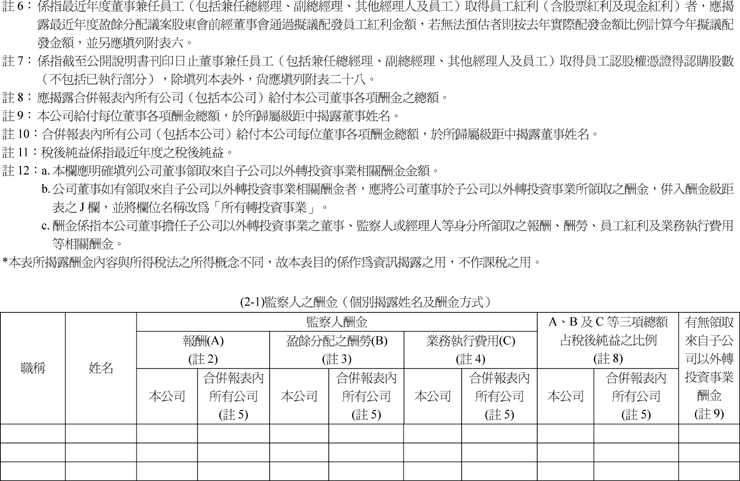 註 6：係指最近年度董事兼任員工（包括兼任總經理、副總經理、其他經理人及員工）取得員工紅利（含股票紅利及現金紅利）者，應揭
露最近年度盈餘分配議案股東會前經董事會通過擬議配發員工紅利金額，若無法預估者則按去年實際配發金額比例計算今年擬議配
發金額，並另應填列附表六。
註 7：係指截至公開說明書刊印日止董事兼任員工（包括兼任總經理、副總經理、其他經理人及員工）取得員工認股權憑證得認購股數
（不包括已執行部分），除填列本表外，尙應填列附表二十八。
註 8：應揭露合併報表內所有公司（包括本公司）給付本公司董事各項酬金之總額。
註 9：本公司給付每位董事各項酬金總額，於所歸屬級距中揭露董事姓名。
註 10：合併報表內所有公司（包括本公司）給付本公司每位董事各項酬金總額，於所歸屬級距中揭露董事姓名。
註 11：稅後純益係指最近年度之稅後純益。
註 12：a. 本欄應明確填列公司董事領取來自子公司以外轉投資事業相關酬金金額。
b. 公司董事如有領取來自子公司以外轉投資事業相關酬金者，應將公司董事於子公司以外轉投資事業所領取之酬金，併入酬金級距
表之 J 欄，並將欄位名稱改爲「所有轉投資事業」。
c. 酬金係指本公司董事擔任子公司以外轉投資事業之董事、監察人或經理人等身分所領取之報酬、酬勞、員工紅利及業務執行費用
等相關酬金。
*本表所揭露酬金內容與所得稅法之所得概念不同，故本表目的係作爲資訊揭露之用，不作課稅之用。
(2-1)監察人之酬金（個別揭露姓名及酬金方式）
職稱
姓名
監察人酬金
報酬(A)
(註 2)
盈餘分配之酬勞(B)
(註 3)
業務執行費用(C)
(註 4)
A、B 及 C 等三項總額
占稅後純益之比例
(註 8)
有無領取
來自子公
司以外轉
投資事業
酬金
(註 9)
本公司
合併報表內
所有公司
(註 5)
本公司
合併報表內
所有公司
(註 5)
本公司
合併報表內
所有公司
(註 5)
本公司
合併報表內
所有公司
(註 5)